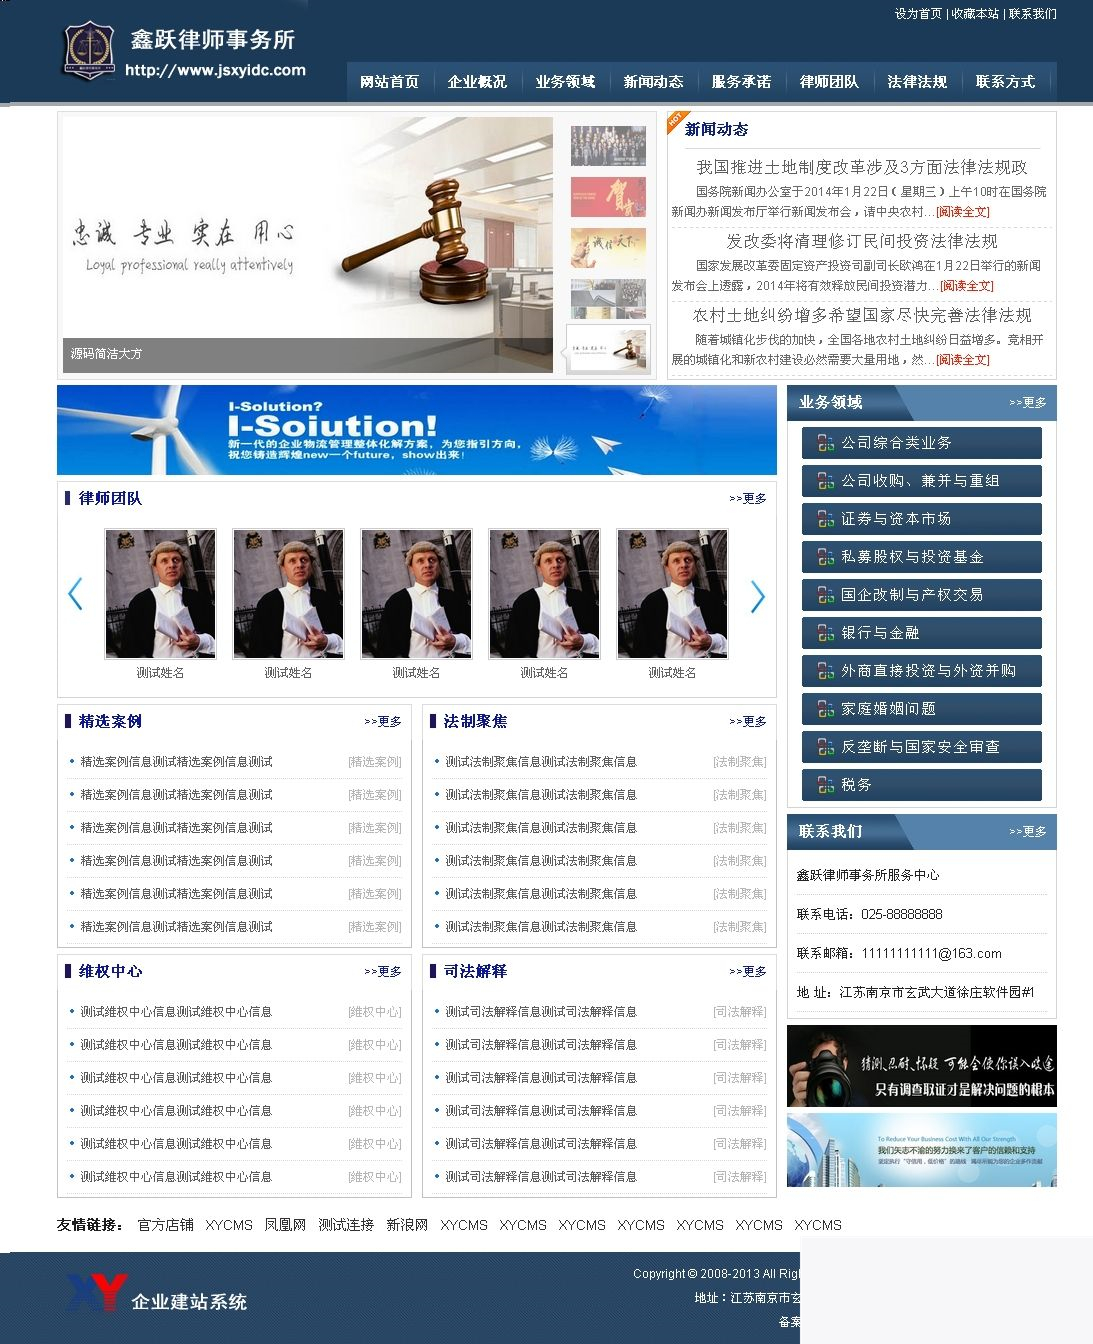 设为首页 | 收藏本站 | 联系我们
鑫跃律师事务所
http://www.jsxyidc.com
网站首页 企业概况 业务领域 新闻动态 服务承诺 律师团队 法律法规 联系方式
忠诚 专业 实在 用心
Loyal professional really attentively
源码简洁大方
HOT
新闻动态
我国推进土地制度改革涉及3方面法律法规政
国务院新闻办公室于2014年1月22日（星期三）上午10时在国务院
新闻办新闻发布厅举行新闻发布会，请中央农村...[阅读全文]
发改委将清理修订民间投资法律法规
国家发展改革委固定资产投资司副司长欧鸿在1月22日举行的新闻
发布会上透露，2014年将有效释放民间投资潜力...[阅读全文]
农村土地纠纷增多希望国家尽快完善法律法规
随着城镇化步伐的加快，全国各地农村土地纠纷日益增多。竞相开
展的城镇化和新农村建设必然需要大量用地，然...[阅读全文]
I-Solution?
I-Soiution!
新一代的企业物流管理整体化解方案，为您指引方向，
祝您铸造辉煌new一个future，show出来！
律师团队 >>更多
测试姓名 测试姓名 测试姓名 测试姓名 测试姓名
业务领域 >>更多
公司综合类业务
公司收购、兼并与重组
证券与资本市场
私募股权与投资基金
国企改制与产权交易
银行与金融
外商直接投资与外资并购
家庭婚姻问题
反垄断与国家安全审查
税务
精选案例 >>更多
精选案例信息测试精选案例信息测试 [精选案例]
精选案例信息测试精选案例信息测试 [精选案例]
精选案例信息测试精选案例信息测试 [精选案例]
精选案例信息测试精选案例信息测试 [精选案例]
精选案例信息测试精选案例信息测试 [精选案例]
精选案例信息测试精选案例信息测试 [精选案例]
法制聚焦 >>更多
测试法制聚焦信息测试法制聚焦信息 [法制聚焦]
测试法制聚焦信息测试法制聚焦信息 [法制聚焦]
测试法制聚焦信息测试法制聚焦信息 [法制聚焦]
测试法制聚焦信息测试法制聚焦信息 [法制聚焦]
测试法制聚焦信息测试法制聚焦信息 [法制聚焦]
测试法制聚焦信息测试法制聚焦信息 [法制聚焦]
联系我们 >>更多
鑫跃律师事务所服务中心
联系电话：025-88888888
联系邮箱：11111111111@163.com
地 址：江苏南京市玄武大道徐庄软件园#1
维权中心 >>更多
测试维权中心信息测试维权中心信息 [维权中心]
测试维权中心信息测试维权中心信息 [维权中心]
测试维权中心信息测试维权中心信息 [维权中心]
测试维权中心信息测试维权中心信息 [维权中心]
测试维权中心信息测试维权中心信息 [维权中心]
测试维权中心信息测试维权中心信息 [维权中心]
司法解释 >>更多
测试司法解释信息测试司法解释信息 [司法解释]
测试司法解释信息测试司法解释信息 [司法解释]
测试司法解释信息测试司法解释信息 [司法解释]
测试司法解释信息测试司法解释信息 [司法解释]
测试司法解释信息测试司法解释信息 [司法解释]
测试司法解释信息测试司法解释信息 [司法解释]
猜测、忍耐、怀疑 可能会使你误入歧途
只有调查取证才是解决问题的根本
To Reduce Your Business Cost With All Our Strength
我们矢志不渝的努力换来了客户的信赖和支持
友情链接： 官方店铺 XYCMS 凤凰网 测试连接 新浪网 XYCMS XYCMS XYCMS XYCMS XYCMS XYCMS XYCMS
XY 企业建站系统
Copyright © 2008-2013 All Righ
地址：江苏南京市玄
备案